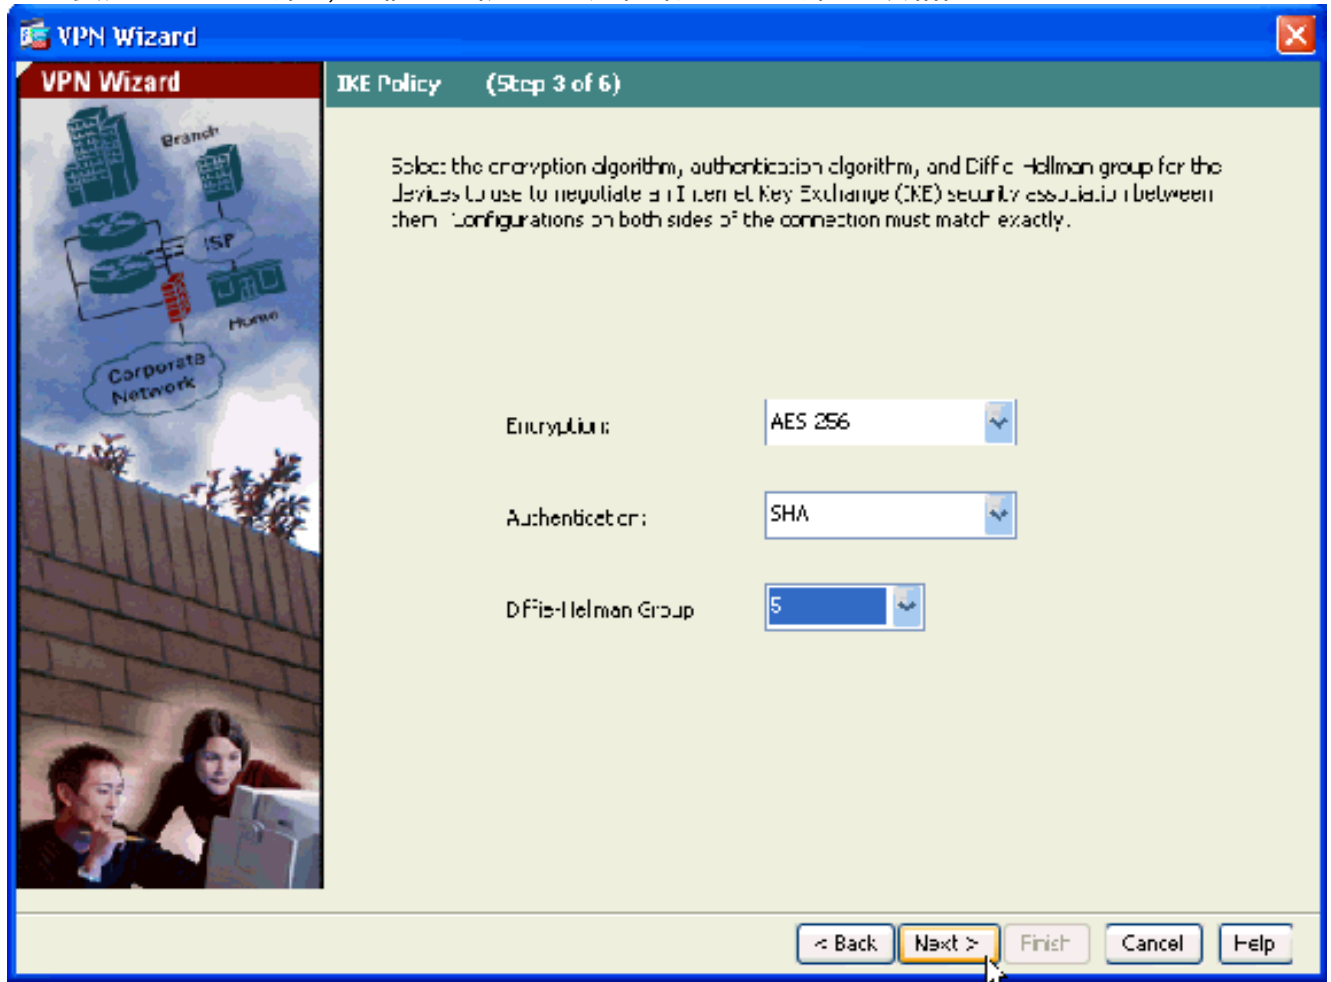 VPN Wizard
VPN Wizard
IKE Policy (Step 3 of 6)
Branch
ISP
Home
Corporate
Network
Select the encryption algorithm, authentication algorithm, and Diffie-Hellman group for the
devices to use to negotiate an Internet Key Exchange (IKE) security association between
them. Configurations on both sides of the connection must match exactly.
Encryption: AES 256
Authentication: SHA
Diffie-Hellman Group 5
< Back Next > Finish Cancel Help